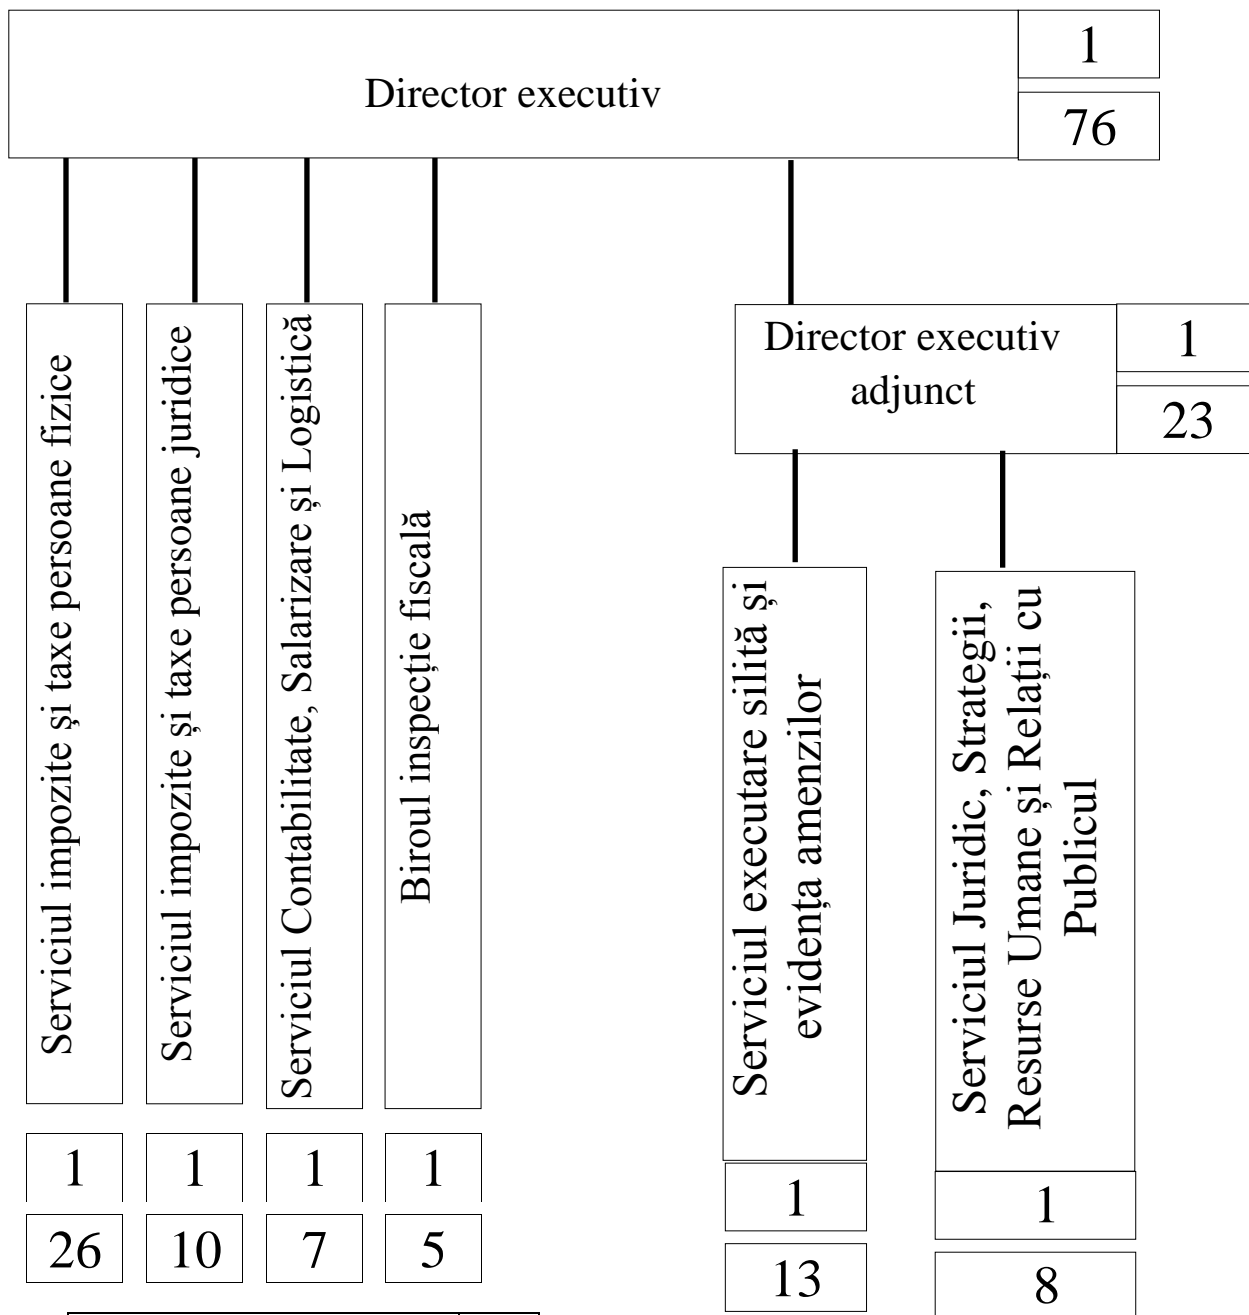 Director executiv
1
76
Serviciul impozite și taxe persoane fizice
1
26
Serviciul impozite și taxe persoane juridice
1
10
Serviciul Contabilitate, Salarizare și Logistică
1
7
Biroul inspecție fiscală
1
5
Director executiv
adjunct
1
23
Serviciul executare silită și
evidența amenzilor
1
13
Serviciul Juridic, Strategii,
Resurse Umane și Relații cu
Publicul
1
8